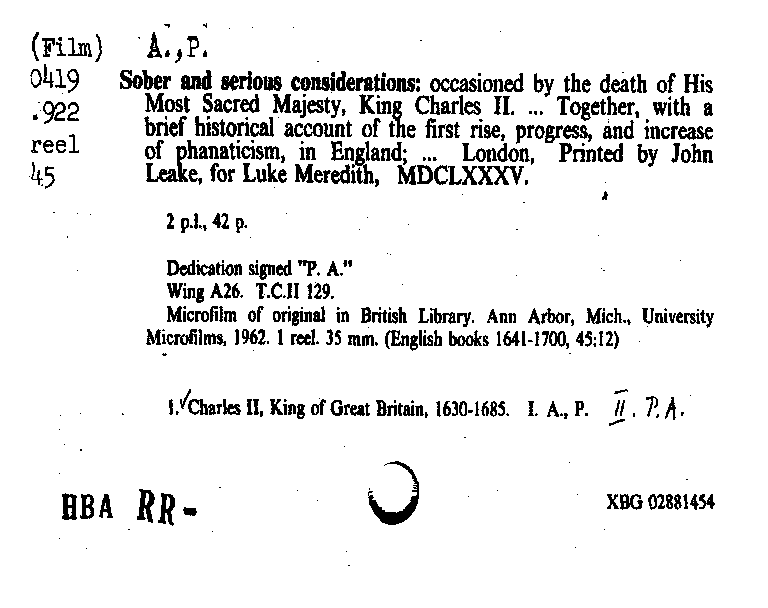 (Film) A.,P.
0419 Sober and serious considerations: occasioned by the death of His
.922 Most Sacred Majesty, King Charles II. ... Together, with a
brief historical account of the first rise, progress, and increase
reel of phanaticism, in England; ... London, Printed by John
45 Leake, for Luke Meredith, MDCLXXXV.
2 p.l., 42 p.
Dedication signed "P. A."
Wing A26. T.C.II 129.
Microfilm of original in British Library. Ann Arbor, Mich., University
Microfilms, 1962. 1 reel. 35 mm. (English books 1641-1700, 45:12)
1.✓Charles II, King of Great Britain, 1630-1685. I. A., P. II. P.A.
HBA RR- XBG 02881454